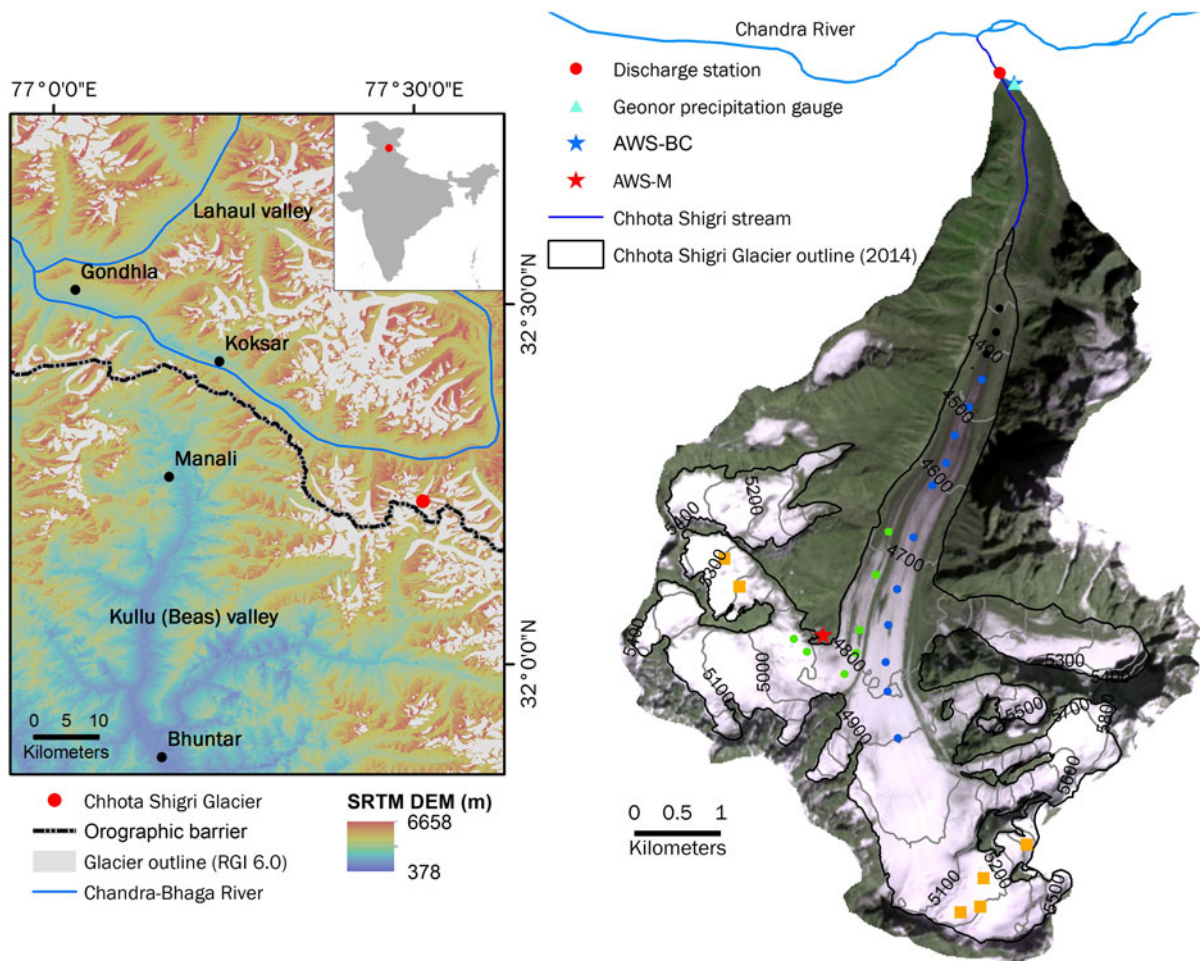 77°0'0"E
77°30'0"E
Lahaul valley
Gondhla
Koksar
Manali
Kullu (Beas) valley
Bhuntar
0 5 10
Kilometers
32°30'0"N
32°0'0"N
Chhota Shigri Glacier
Orographic barrier
Glacier outline (RGI 6.0)
Chandra-Bhaga River
SRTM DEM (m)
6658
378
Chandra River
Discharge station
Geonor precipitation gauge
AWS-BC
AWS-M
Chhota Shigri stream
Chhota Shigri Glacier outline (2014)
4400
4500
4600
4700
4800
4900
5200
5400
5300
5400
5100
5000
5300
5400
5500
5700
5800
5600
5200
5100
5500
0 0.5 1
Kilometers